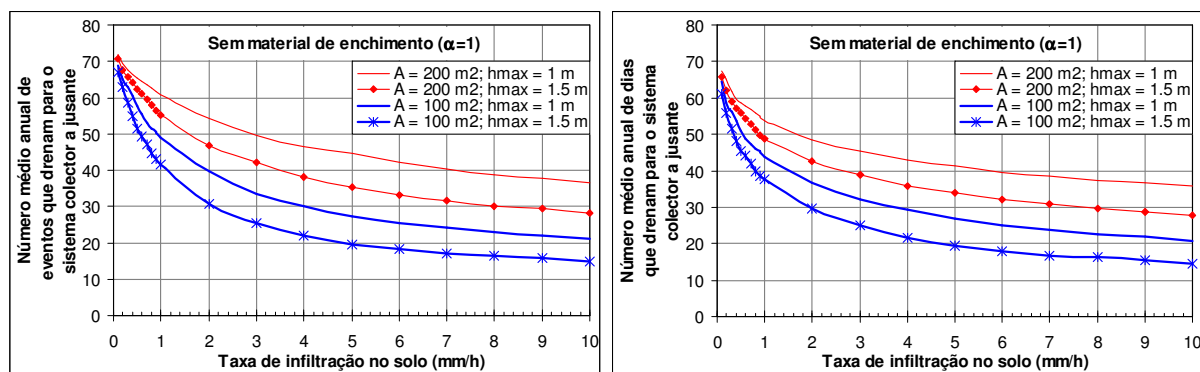 Número médio anual de
eventos que drenam para o
sistema colector a jusante
80
70
60
50
40
30
20
10
0
Sem material de enchimento (α=1)
A = 200 m2; hmax = 1 m
A = 200 m2; hmax = 1.5 m
A = 100 m2; hmax = 1 m
A = 100 m2; hmax = 1.5 m
0 1 2 3 4 5 6 7 8 9 10
Taxa de infiltração no solo (mm/h)
Número médio anual de dias
que drenam para o sistema
colector a jusante
80
70
60
50
40
30
20
10
0
Sem material de enchimento (α=1)
A = 200 m2; hmax = 1 m
A = 200 m2; hmax = 1.5 m
A = 100 m2; hmax = 1 m
A = 100 m2; hmax = 1.5 m
0 1 2 3 4 5 6 7 8 9 10
Taxa de infiltração no solo (mm/h)